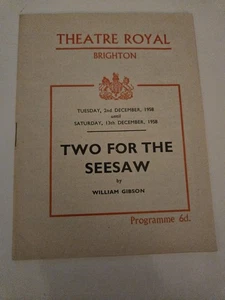 THEATRE ROYAL
BRIGHTON
TUESDAY, 2nd DECEMBER, 1958
until
SATURDAY, 13th DECEMBER, 1958
TWO FOR THE
SEESAW
by
WILLIAM GIBSON
Programme 6d.